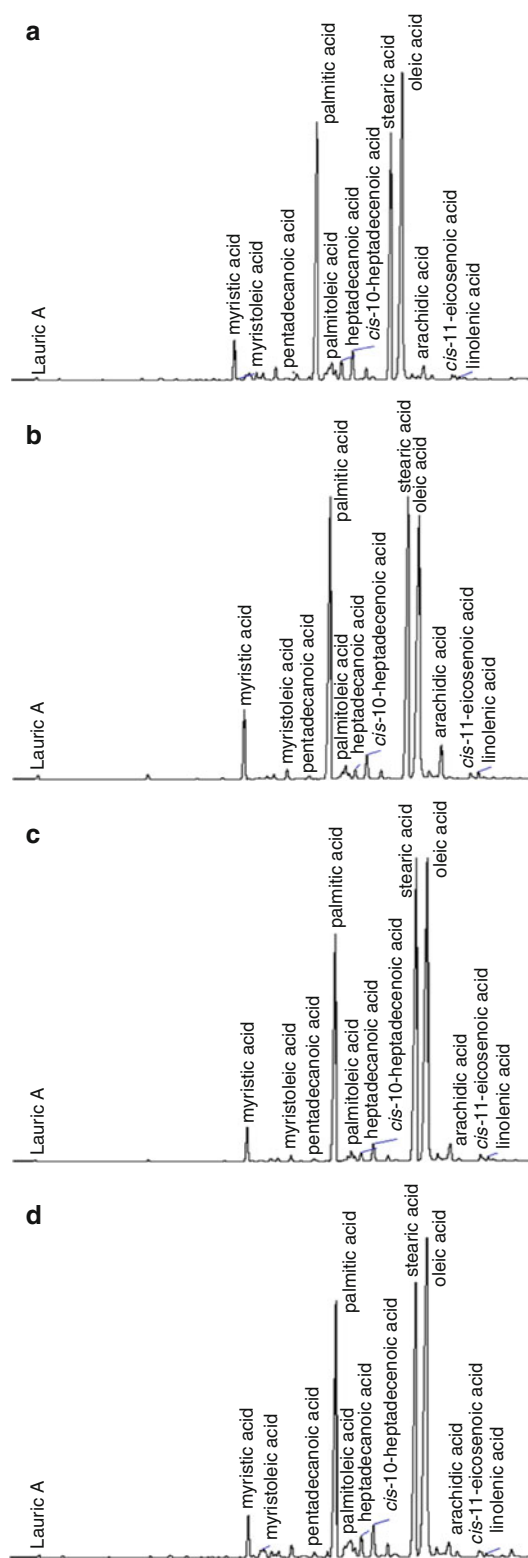 a
Lauric A
myristic acid
myristoleic acid
pentadecanoic acid
palmitic acid
palmitoleic acid
heptadecanoic acid
cis-10-heptadecenoic acid
stearic acid
oleic acid
arachidic acid
cis-11-eicosenoic acid
linolenic acid
b
Lauric A
myristic acid
myristoleic acid
pentadecanoic acid
palmitic acid
palmitoleic acid
heptadecanoic acid
cis-10-heptadecenoic acid
stearic acid
oleic acid
arachidic acid
cis-11-eicosenoic acid
linolenic acid
c
Lauric A
myristic acid
myristoleic acid
pentadecanoic acid
palmitic acid
palmitoleic acid
heptadecanoic acid
cis-10-heptadecenoic acid
stearic acid
oleic acid
arachidic acid
cis-11-eicosenoic acid
linolenic acid
d
Lauric A
myristic acid
myristoleic acid
pentadecanoic acid
palmitic acid
palmitoleic acid
heptadecanoic acid
cis-10-heptadecenoic acid
stearic acid
oleic acid
arachidic acid
cis-11-eicosenoic acid
linolenic acid